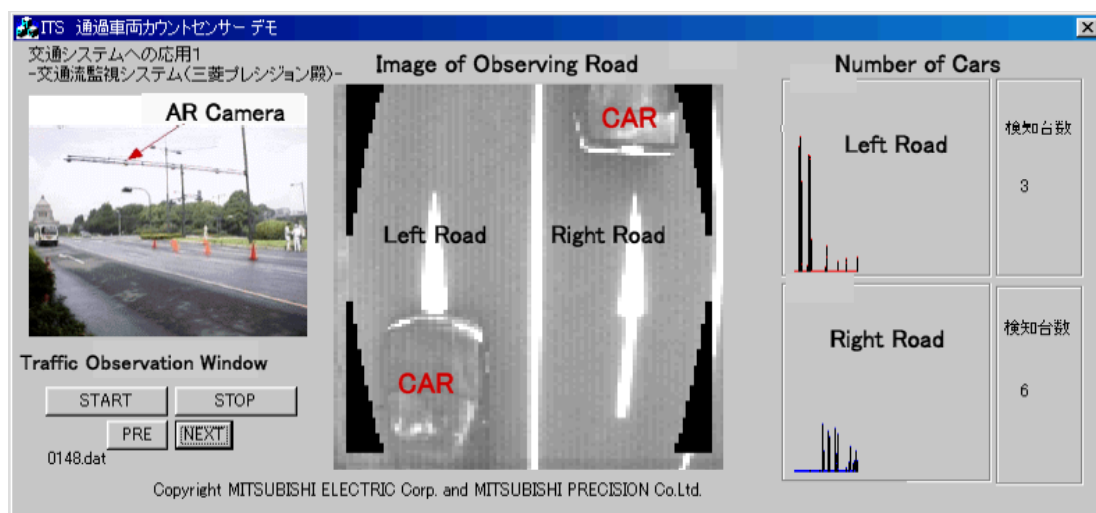 ITS 通過車両カウントセンサー デモ
交通システムへの応用1
-交通流監視システム(三菱プレシジョン殿)-
AR Camera
Traffic Observation Window
START
STOP
PRE
NEXT
0148.dat
Image of Observing Road
CAR
Left Road
Right Road
CAR
Number of Cars
Left Road
検知台数
3
Right Road
検知台数
6
Copyright MITSUBISHI ELECTRIC Corp. and MITSUBISHI PRECISION Co.Ltd.